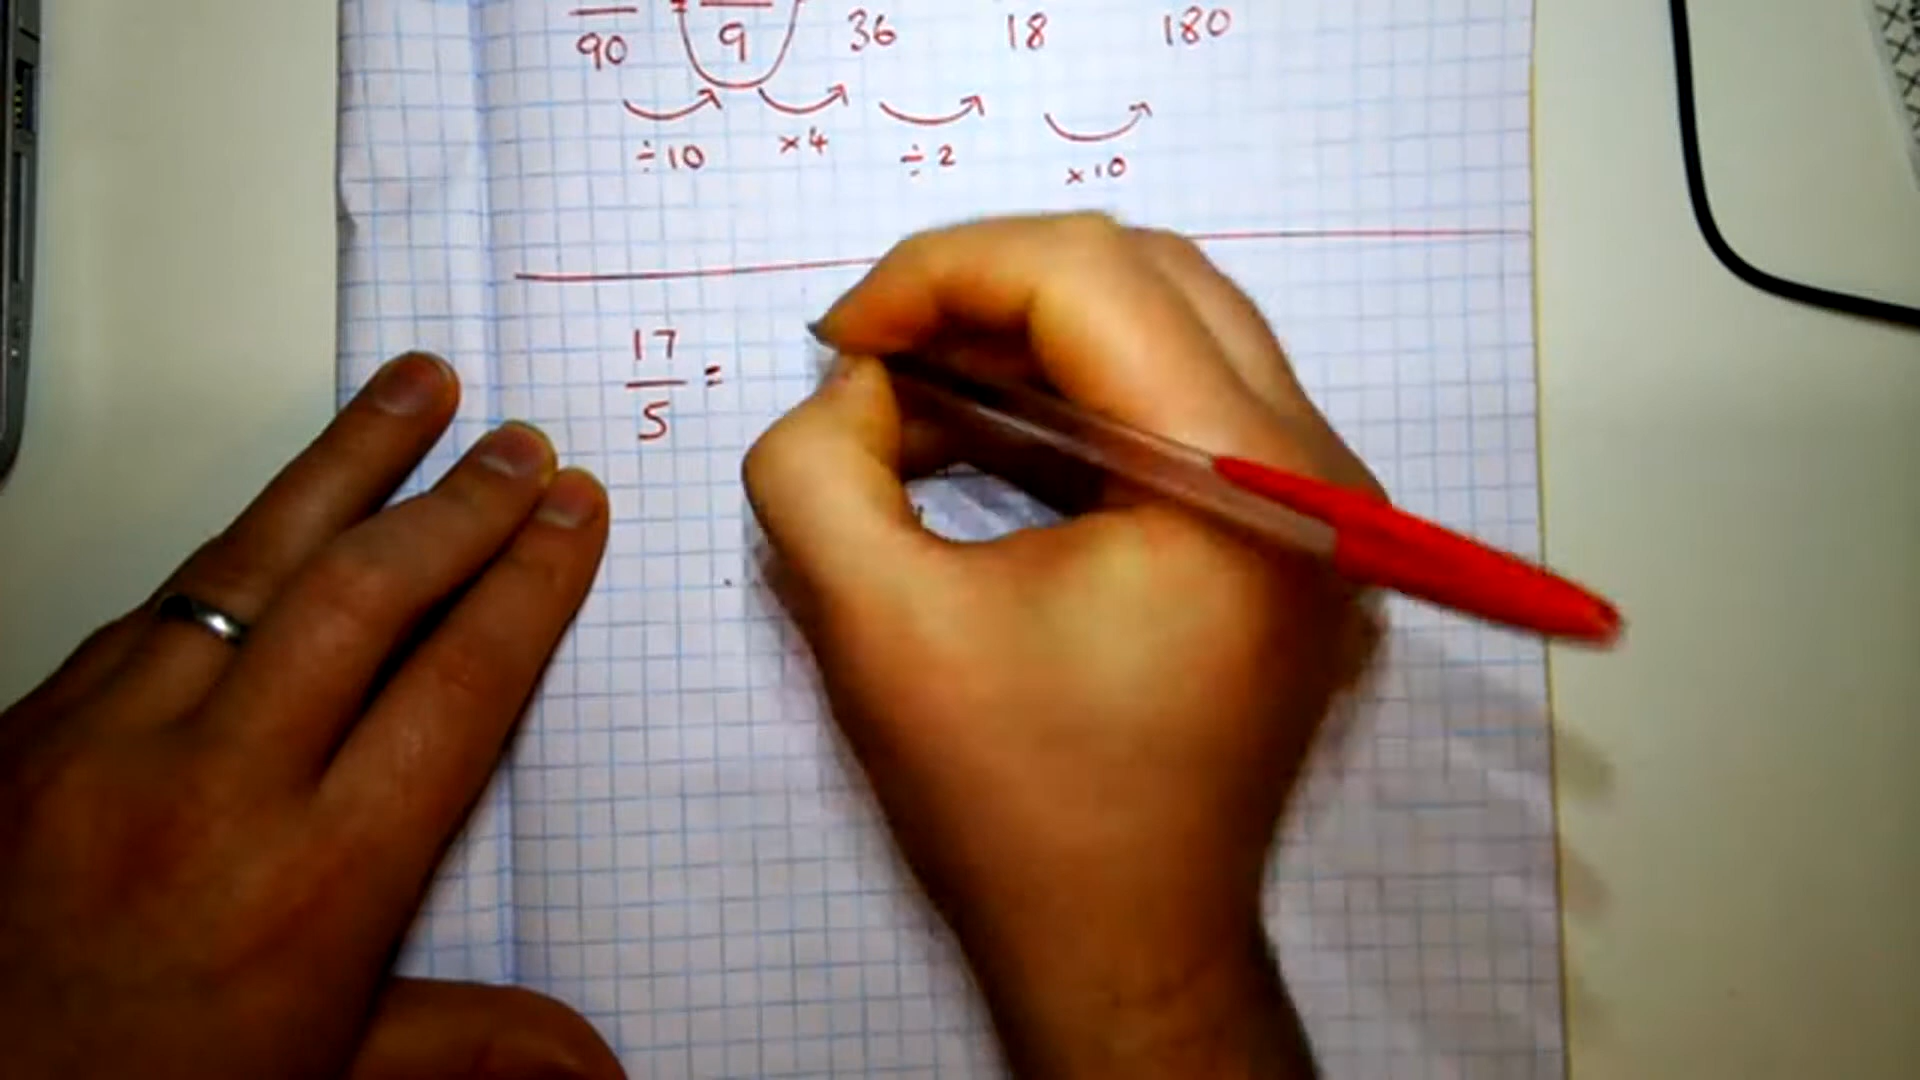 90 = 9 36 18 180
÷10 ×4 ÷2 ×10
17
5 =